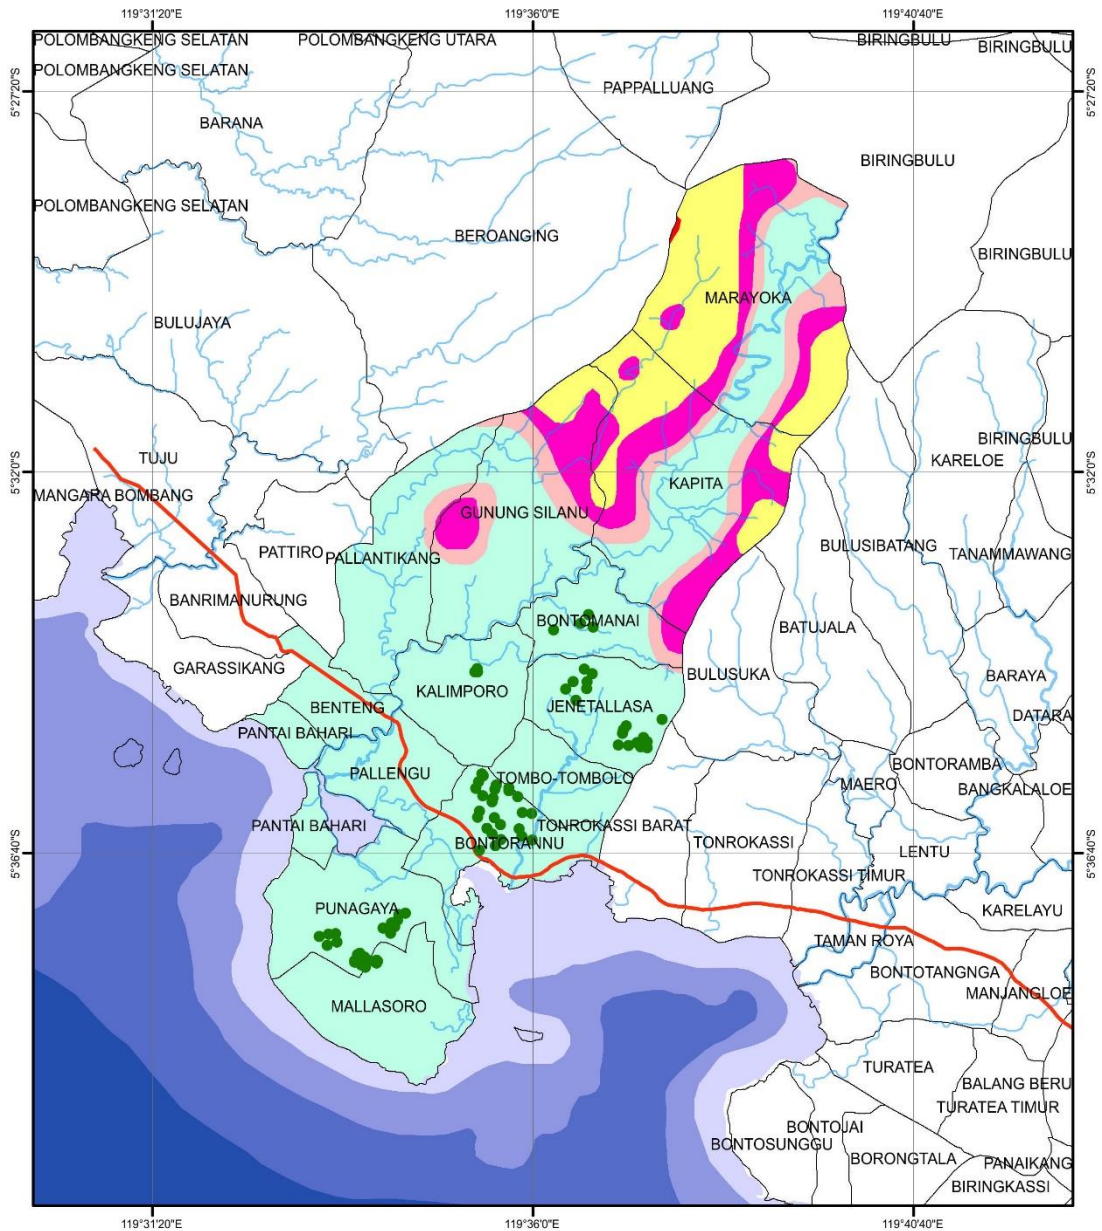 119°31'20"E
119°36'0"E
119°40'40"E
POLOMBANGKENG SELATAN
POLOMBANGKENG UTARA
BIRINGBULU
BIRINGBULU
POLOMBANGKENG SELATAN
5°27'20"S
5°27'20"S
PAPPALLUANG
BARANA
BIRINGBULU
POLOMBANGKENG SELATAN
BEROANGING
BIRINGBULU
MARAYOKA
BULUJAYA
BIRINGBULU
TUJU
KARELOE
5°32'0"S
5°32'0"S
KAPITA
MANGARA BOMBANG
GUNUNG SILANU
BULUSIBATANG
PATTIRO
PALLANTIKANG
TANAMMAWANG
BANRIMANURUNG
BONTOMANAI
BATUJALA
GARASSIKANG
BULUSUKA
BARAYA
KALIMPORO
BENTENG
JENETALLASA
DATARA
PANTAI BAHARI
BONTORAMBA
PALLENGU
TOMBO-TOMBOLO
MAERO
BANGKALALOE
PANTAI BAHARI
TONROKASSI BARAT
BONTORANNU
TONROKASSI
LENTU
5°36'40"S
5°36'40"S
TONROKASSI TIMUR
PUNAGAYA
KARELAYU
TAMAN ROYA
BONTOTANGNGA
MANJANGLOE
MALLASORO
TURATEA
BALANG BERU
TURATEA TIMUR
BONTOJAI
BONTOSUNGGU
BORONGTALA
PANAIKANG
BIRINGKASSI
119°31'20"E
119°36'0"E
119°40'40"E